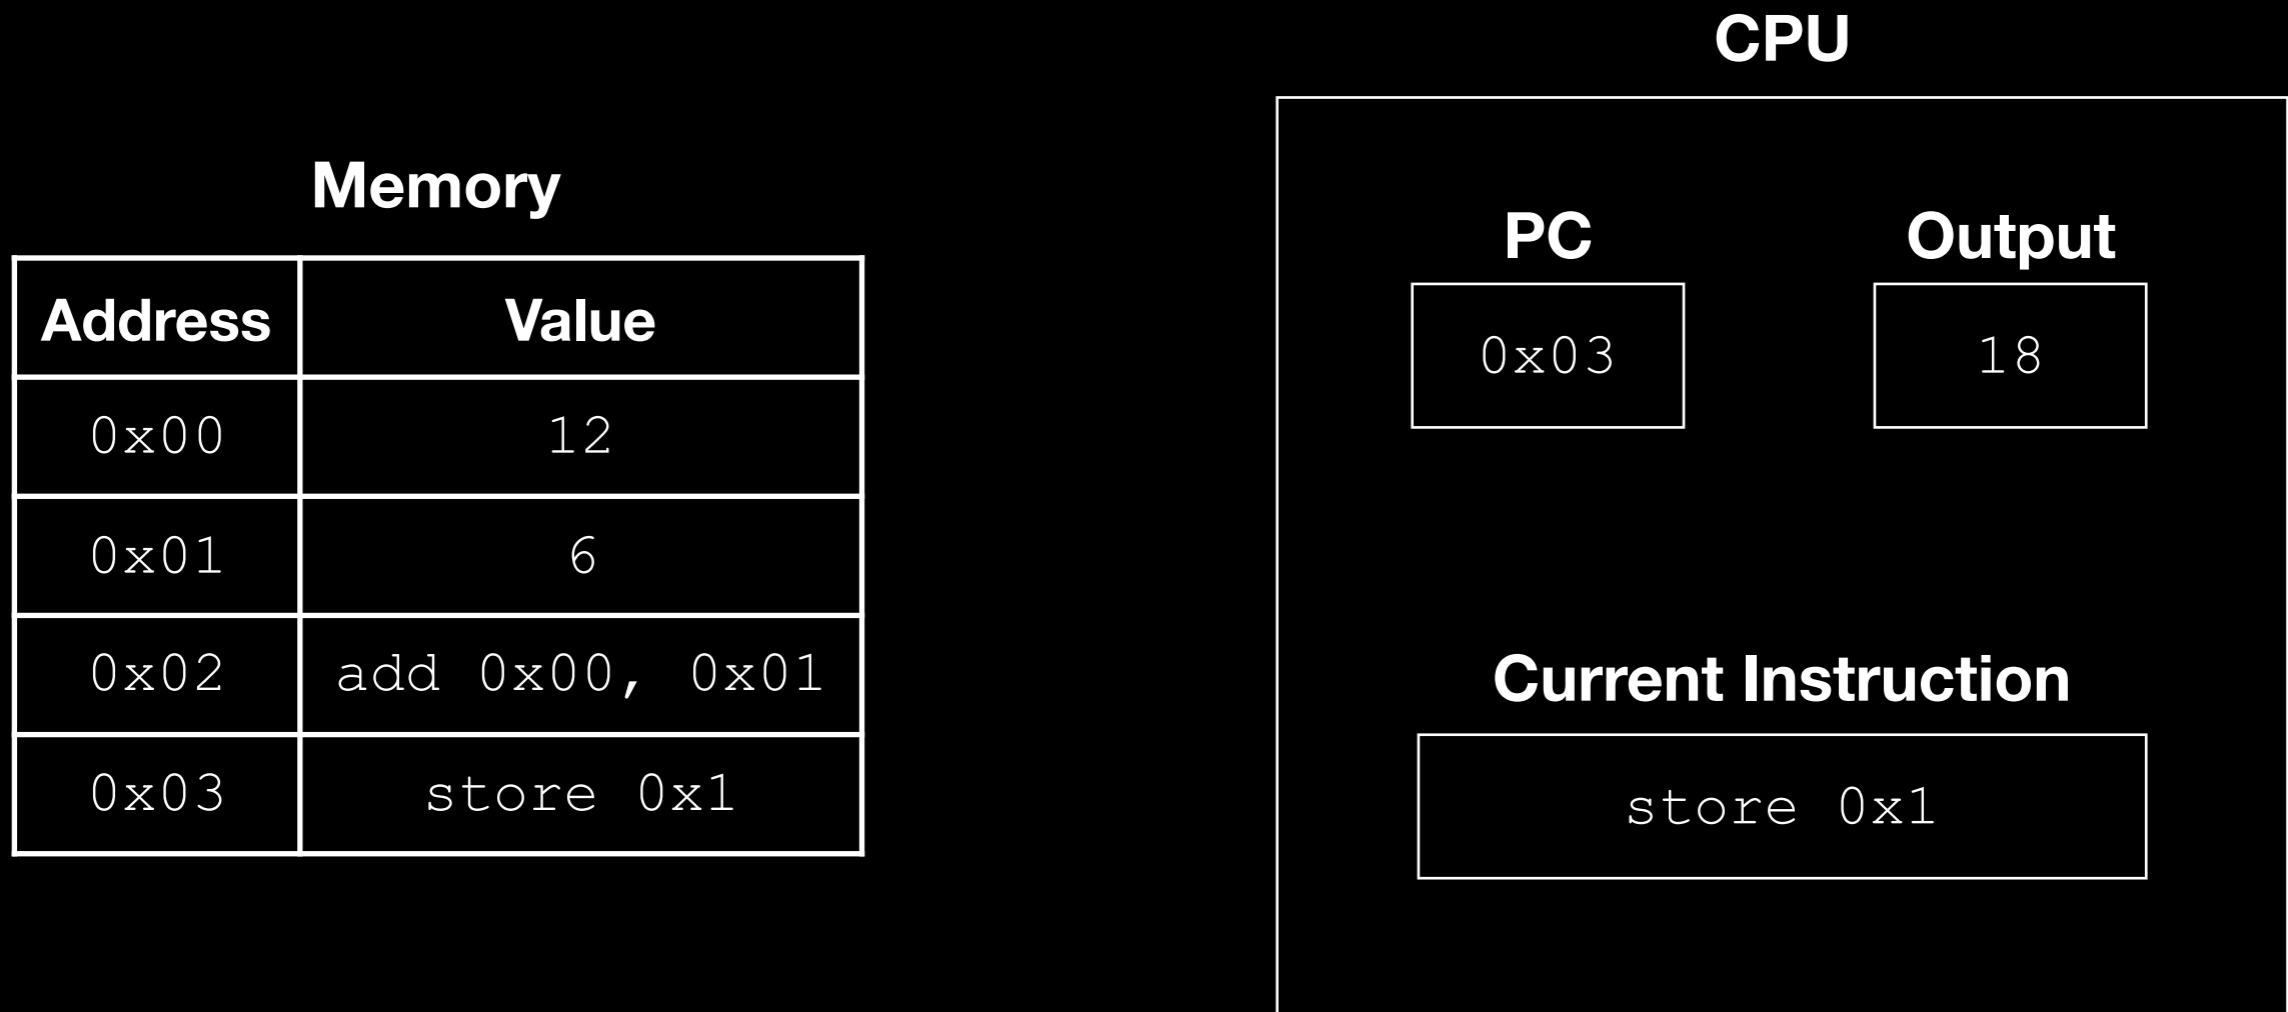 CPU
Memory
PC Output
Address Value
0x03 18
0x00 12
0x01 6
0x02 add 0x00, 0x01
Current Instruction
0x03 store 0x1
store 0x1